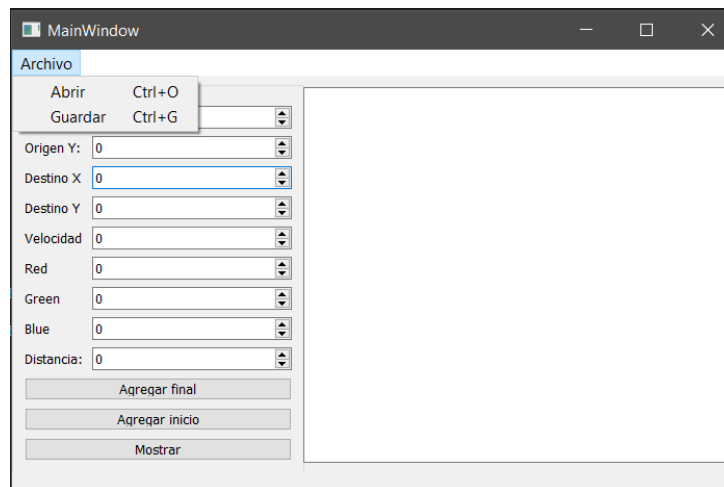 MainWindow
Archivo
Abrir Ctrl+O
Guardar Ctrl+G
Origen Y: 0
Destino X 0
Destino Y 0
Velocidad 0
Red 0
Green 0
Blue 0
Distancia: 0
Agregar final
Agregar inicio
Mostrar